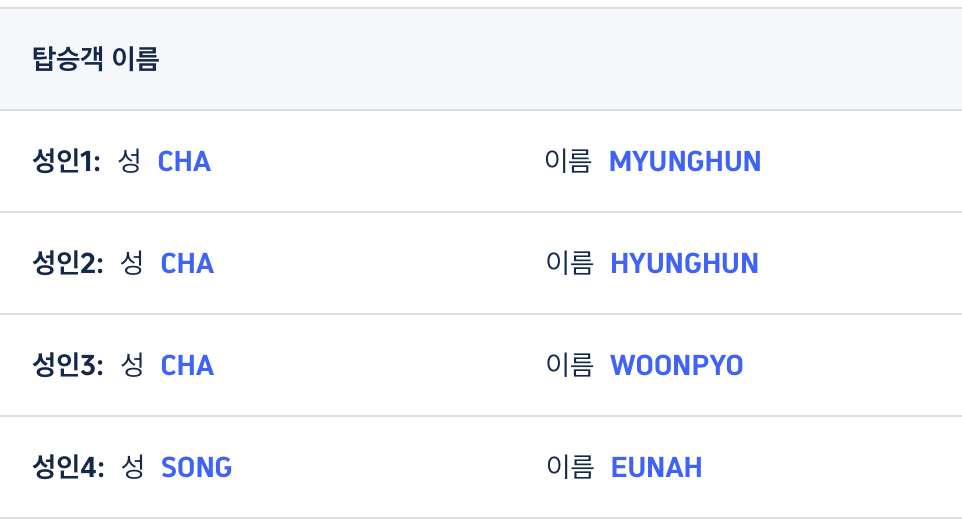 탑승객 이름
성인1: 성 CHA 이름 MYUNGHUN
성인2: 성 CHA 이름 HYUNGHUN
성인3: 성 CHA 이름 WOONPYO
성인4: 성 SONG 이름 EUNAH